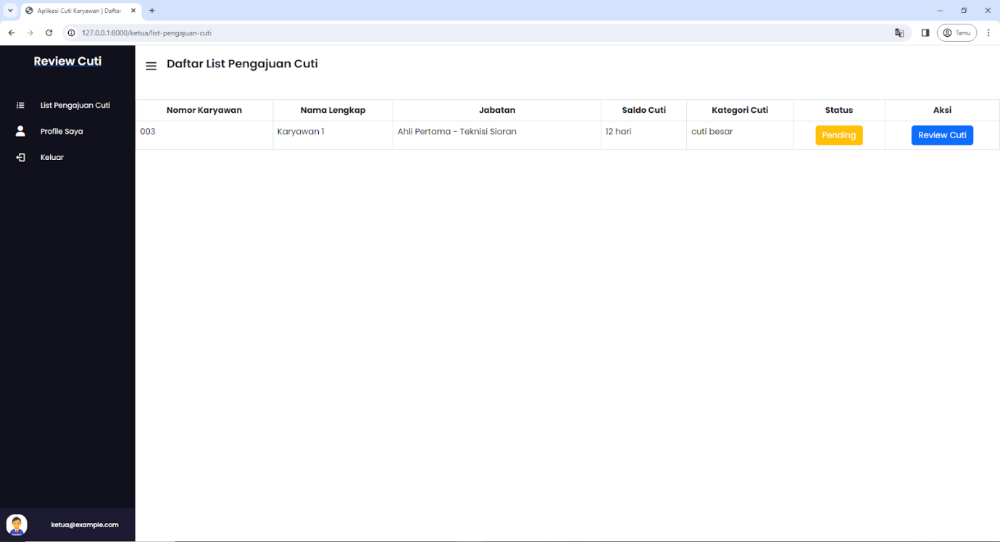 Aplikasi Cuti Karyawan | Daftar
127.0.0.1:8000/ketua/list-pengajuan-cuti
Tamu
Review Cuti
List Pengajuan Cuti
Profile Saya
Keluar
ketua@example.com
Daftar List Pengajuan Cuti
Nomor Karyawan Nama Lengkap Jabatan Saldo Cuti Kategori Cuti Status Aksi
003 Karyawan 1 Ahli Pertama - Teknisi Siaran 12 hari cuti besar Pending Review Cuti